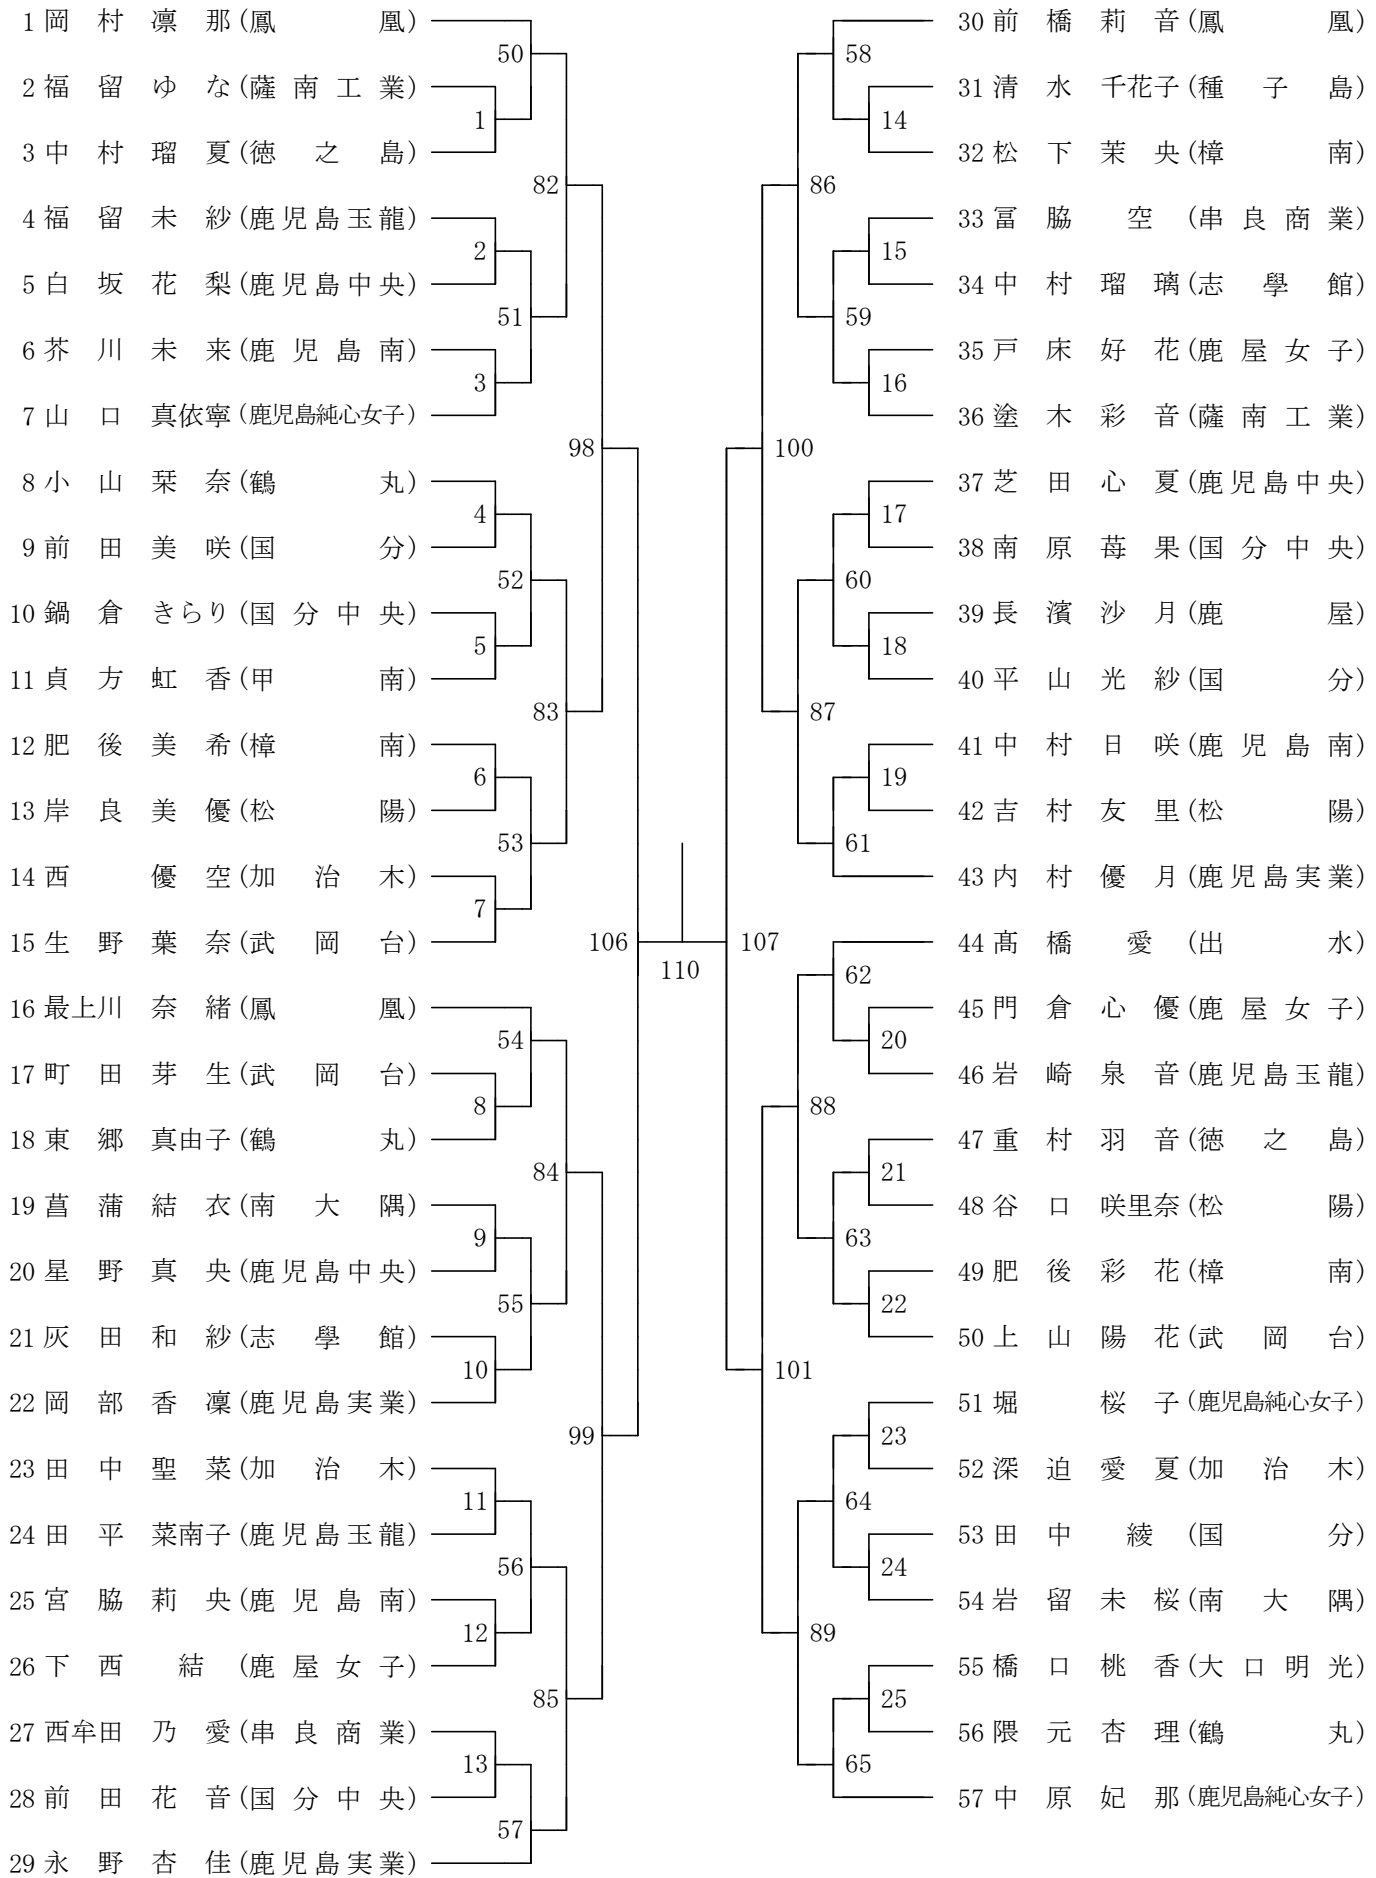 1 岡村凛那 (鳳凰)
50
2 福留ゆな (薩南工業)
1
3 中村瑠夏 (徳之島)
82
4 福留未紗 (鹿児島玉龍)
2
5 白坂花梨 (鹿児島中央)
51
6 芥川未来 (鹿児島南)
3
7 山口真依寧 (鹿児島純心女子)
98
8 小山栞奈 (鶴丸)
4
9 前田美咲 (国分)
52
10 鍋倉きらり (国分中央)
5
11 貞方虹香 (甲南)
83
12 肥後美希 (樟南)
6
13 岸良美優 (松陽)
53
14 西優空 (加治木)
7
15 生野葉奈 (武岡台)
106
110
16 最上川奈緒 (鳳凰)
54
17 町田芽生 (武岡台)
8
18 東郷真由子 (鶴丸)
84
19 菖蒲結衣 (南大隅)
9
20 星野真央 (鹿児島中央)
55
21 灰田和紗 (志學館)
10
22 岡部香凜 (鹿児島実業)
99
23 田中聖菜 (加治木)
11
24 田平菜南子 (鹿児島玉龍)
56
25 宮脇莉央 (鹿児島南)
12
26 下西結 (鹿屋女子)
85
27 西牟田乃愛 (串良商業)
13
28 前田花音 (国分中央)
57
29 永野杏佳 (鹿児島実業)
30 前橋莉音 (鳳凰)
58
31 清水千花子 (種子島)
14
32 松下茉央 (樟南)
86
33 冨脇空 (串良商業)
15
34 中村瑠璃 (志學館)
59
35 戸床好花 (鹿屋女子)
16
36 塗木彩音 (薩南工業)
100
37 芝田心夏 (鹿児島中央)
17
38 南原苺果 (国分中央)
60
39 長濱沙月 (鹿屋)
18
40 平山光紗 (国分)
87
41 中村日咲 (鹿児島南)
19
42 吉村友里 (松陽)
61
43 内村優月 (鹿児島実業)
107
44 髙橋愛 (出水)
62
45 門倉心優 (鹿屋女子)
20
46 岩崎泉音 (鹿児島玉龍)
88
47 重村羽音 (徳之島)
21
48 谷口咲里奈 (松陽)
63
49 肥後彩花 (樟南)
22
50 上山陽花 (武岡台)
101
51 堀桜子 (鹿児島純心女子)
23
52 深迫愛夏 (加治木)
64
53 田中綾 (国分)
24
54 岩留未桜 (南大隅)
89
55 橋口桃香 (大口明光)
25
56 隈元杏理 (鶴丸)
65
57 中原妃那 (鹿児島純心女子)